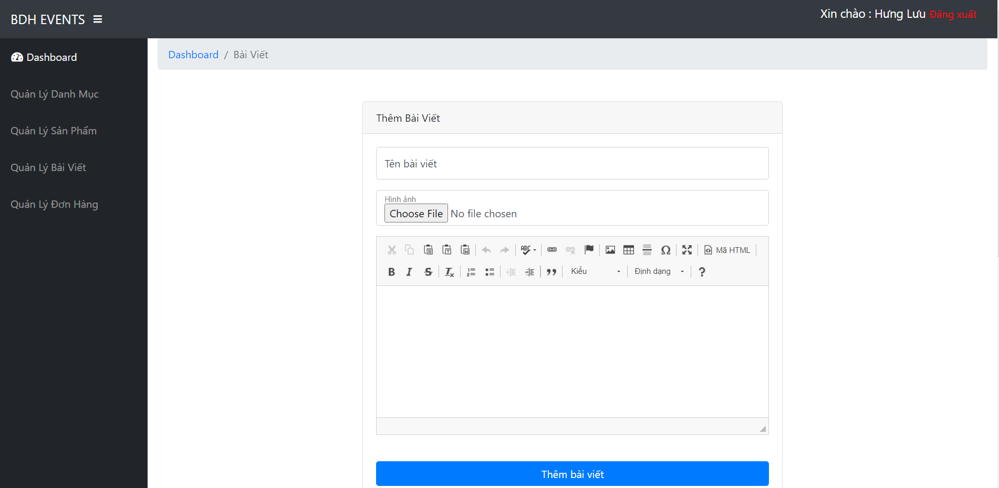 BDH EVENTS
Xin chào : Hưng Lưu Đăng xuất
Dashboard
Quản Lý Danh Mục
Quản Lý Sản Phẩm
Quản Lý Bài Viết
Quản Lý Đơn Hàng
Dashboard / Bài Viết
Thêm Bài Viết
Tên bài viết
Hình ảnh
Choose File No file chosen
Mã HTML
Kiểu
Định dạng
Thêm bài viết